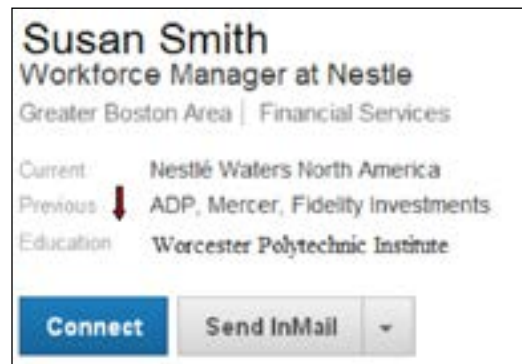 Susan Smith
Workforce Manager at Nestle
Greater Boston Area | Financial Services
Current Nestlé Waters North America
Previous ADP, Mercer, Fidelity Investments
Education Worcester Polytechnic Institute
Connect Send InMail